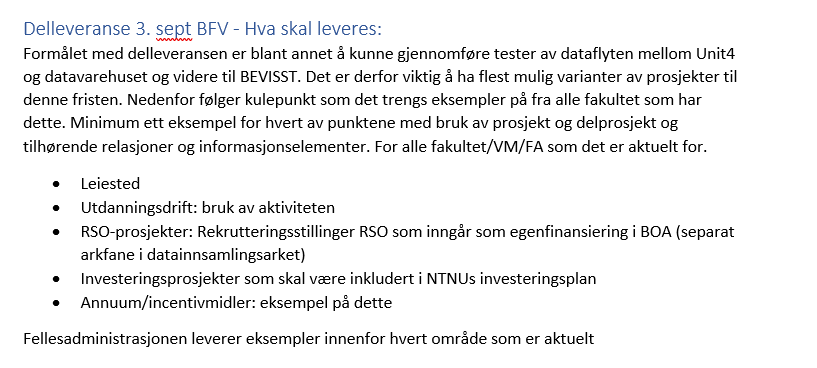 Delleveranse 3. sept BFV - Hva skal leveres:
Formålet med delleveransen er blant annet å kunne gjennomføre tester av dataflyten mellom Unit4
og datavarehuset og videre til BEVISST. Det er derfor viktig å ha flest mulig varianter av prosjekter til
denne fristen. Nedenfor følger kulepunkt som det trengs eksempler på fra alle fakultet som har
dette. Minimum ett eksempel for hvert av punktene med bruk av prosjekt og delprosjekt og
tilhørende relasjoner og informasjonselementer. For alle fakultet/VM/FA som det er aktuelt for.
• Leiested
• Utdanningsdrift: bruk av aktiviteten
• RSO-prosjekter: Rekrutteringsstillinger RSO som inngår som egenfinansiering i BOA (separat
arkfane i datainnsamlingsarket)
• Investeringsprosjekter som skal være inkludert i NTNUs investeringsplan
• Annuum/incentivmidler: eksempel på dette
Fellesadministrasjonen leverer eksempler innenfor hvert område som er aktuelt